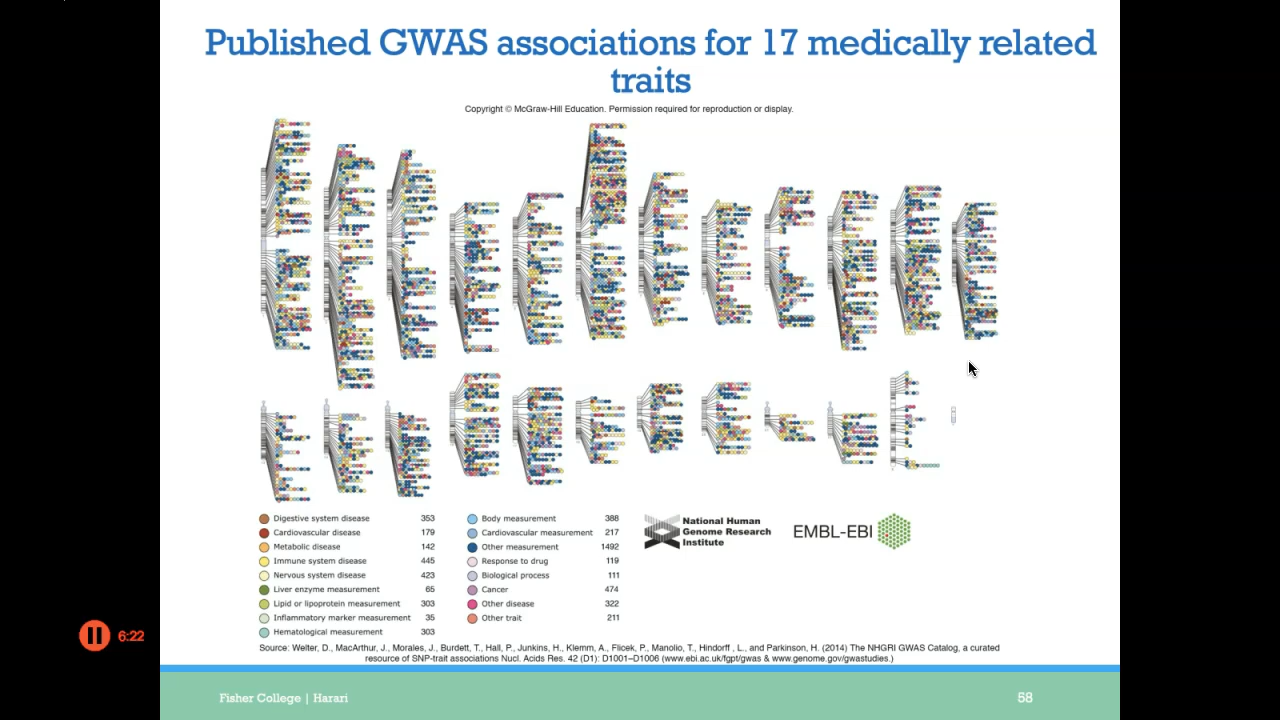 Published GWAS associations for 17 medically related
traits
Copyright © McGraw-Hill Education. Permission required for reproduction or display.
Digestive system disease 353
Cardiovascular disease 179
Metabolic disease 142
Immune system disease 445
Nervous system disease 423
Liver enzyme measurement 65
Lipid or lipoprotein measurement 303
Inflammatory marker measurement 35
Hematological measurement 303
Body measurement 388
Cardiovascular measurement 217
Other measurement 1492
Response to drug 119
Biological process 111
Cancer 474
Other disease 322
Other trait 211
National Human
Genome Research
Institute
EMBL-EBI
Source: Welter, D., MacArthur, J., Morales, J., Burdett, T., Hall, P., Junkins, H., Klemm, A., Flicek, P., Manolio, T., Hindorff , L., and Parkinson, H. (2014) The NHGRI GWAS Catalog, a curated
resource of SNP-trait associations Nucl. Acids Res. 42 (D1): D1001–D1006 (www.ebi.ac.uk/fgpt/gwas & www.genome.gov/gwastudies.)
6:22
Fisher College | Harari
58